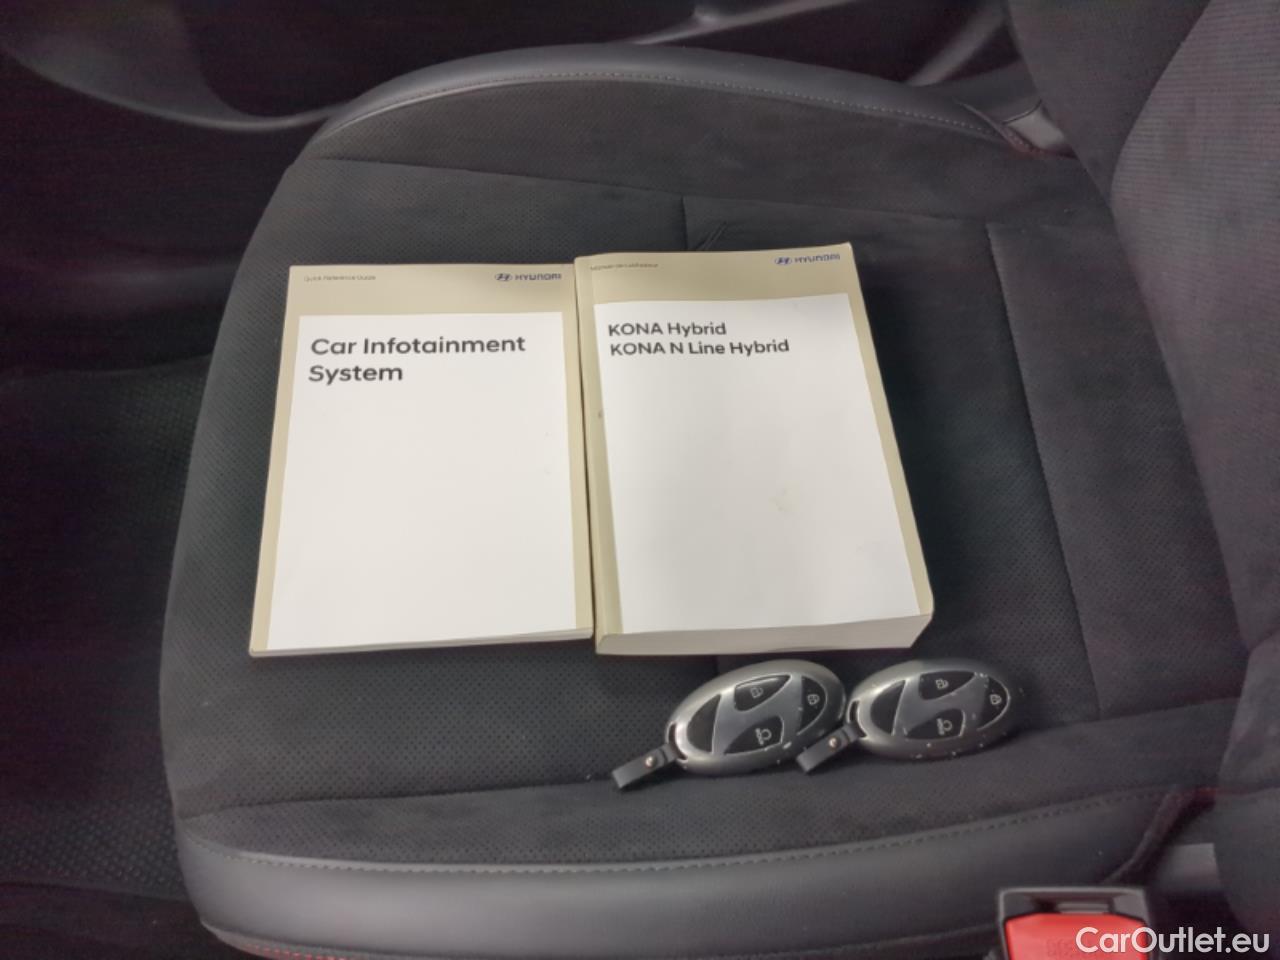 Quick Reference Guide
HYUNDAI
Car Infotainment
System
HYUNDAI
KONA Hybrid
KONA N Line Hybrid
CarOutlet.eu